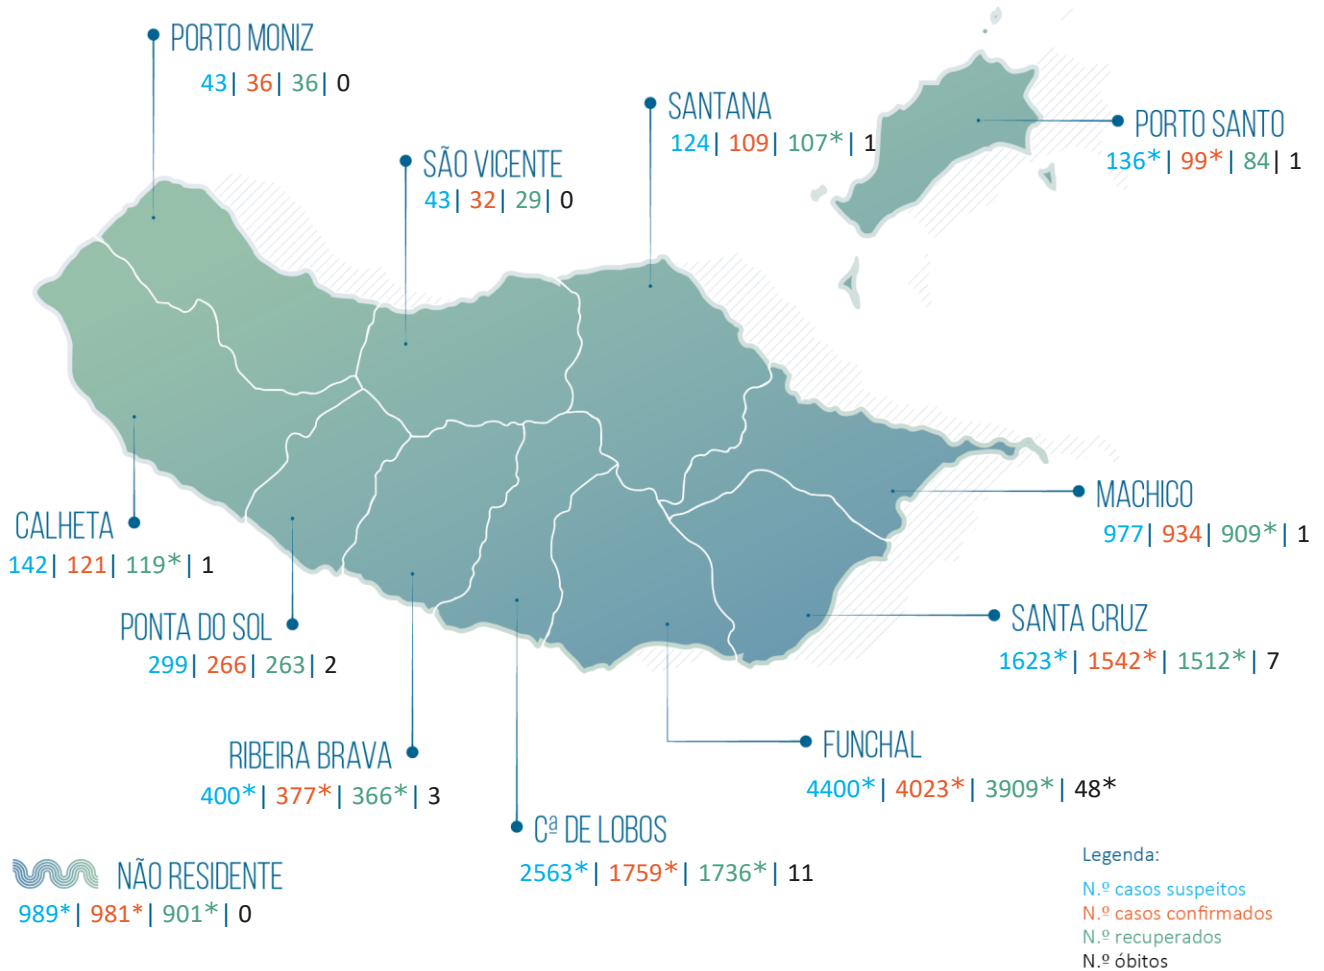 PORTO MONIZ
43| 36| 36| 0
SANTANA
124| 109| 107*| 1
PORTO SANTO
136*| 99*| 84| 1
SÃO VICENTE
43| 32| 29| 0
MACHICO
977| 934| 909*| 1
CALHETA
142| 121| 119*| 1
SANTA CRUZ
1623*| 1542*| 1512*| 7
PONTA DO SOL
299| 266| 263| 2
RIBEIRA BRAVA
400*| 377*| 366*| 3
FUNCHAL
4400*| 4023*| 3909*| 48*
Cª DE LOBOS
2563*| 1759*| 1736*| 11
NÃO RESIDENTE
989*| 981*| 901*| 0
Legenda:
N.º casos suspeitos
N.º casos confirmados
N.º recuperados
N.º óbitos